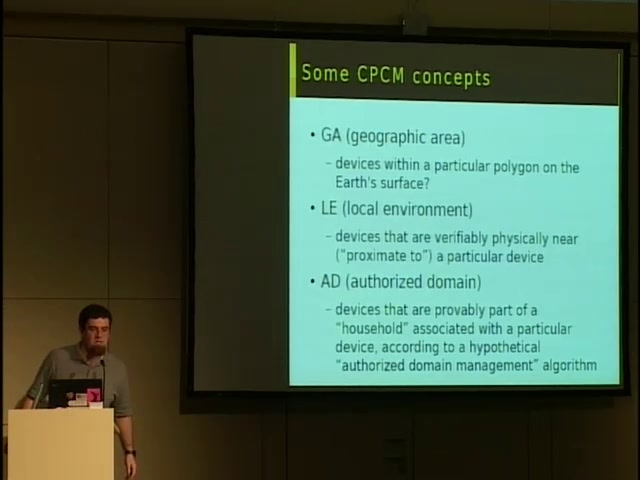 Some CPCM concepts
• GA (geographic area)
– devices within a particular polygon on the
Earth's surface?
• LE (local environment)
– devices that are verifiably physically near
("proximate to") a particular device
• AD (authorized domain)
– devices that are provably part of a
"household" associated with a particular
device, according to a hypothetical
"authorized domain management" algorithm